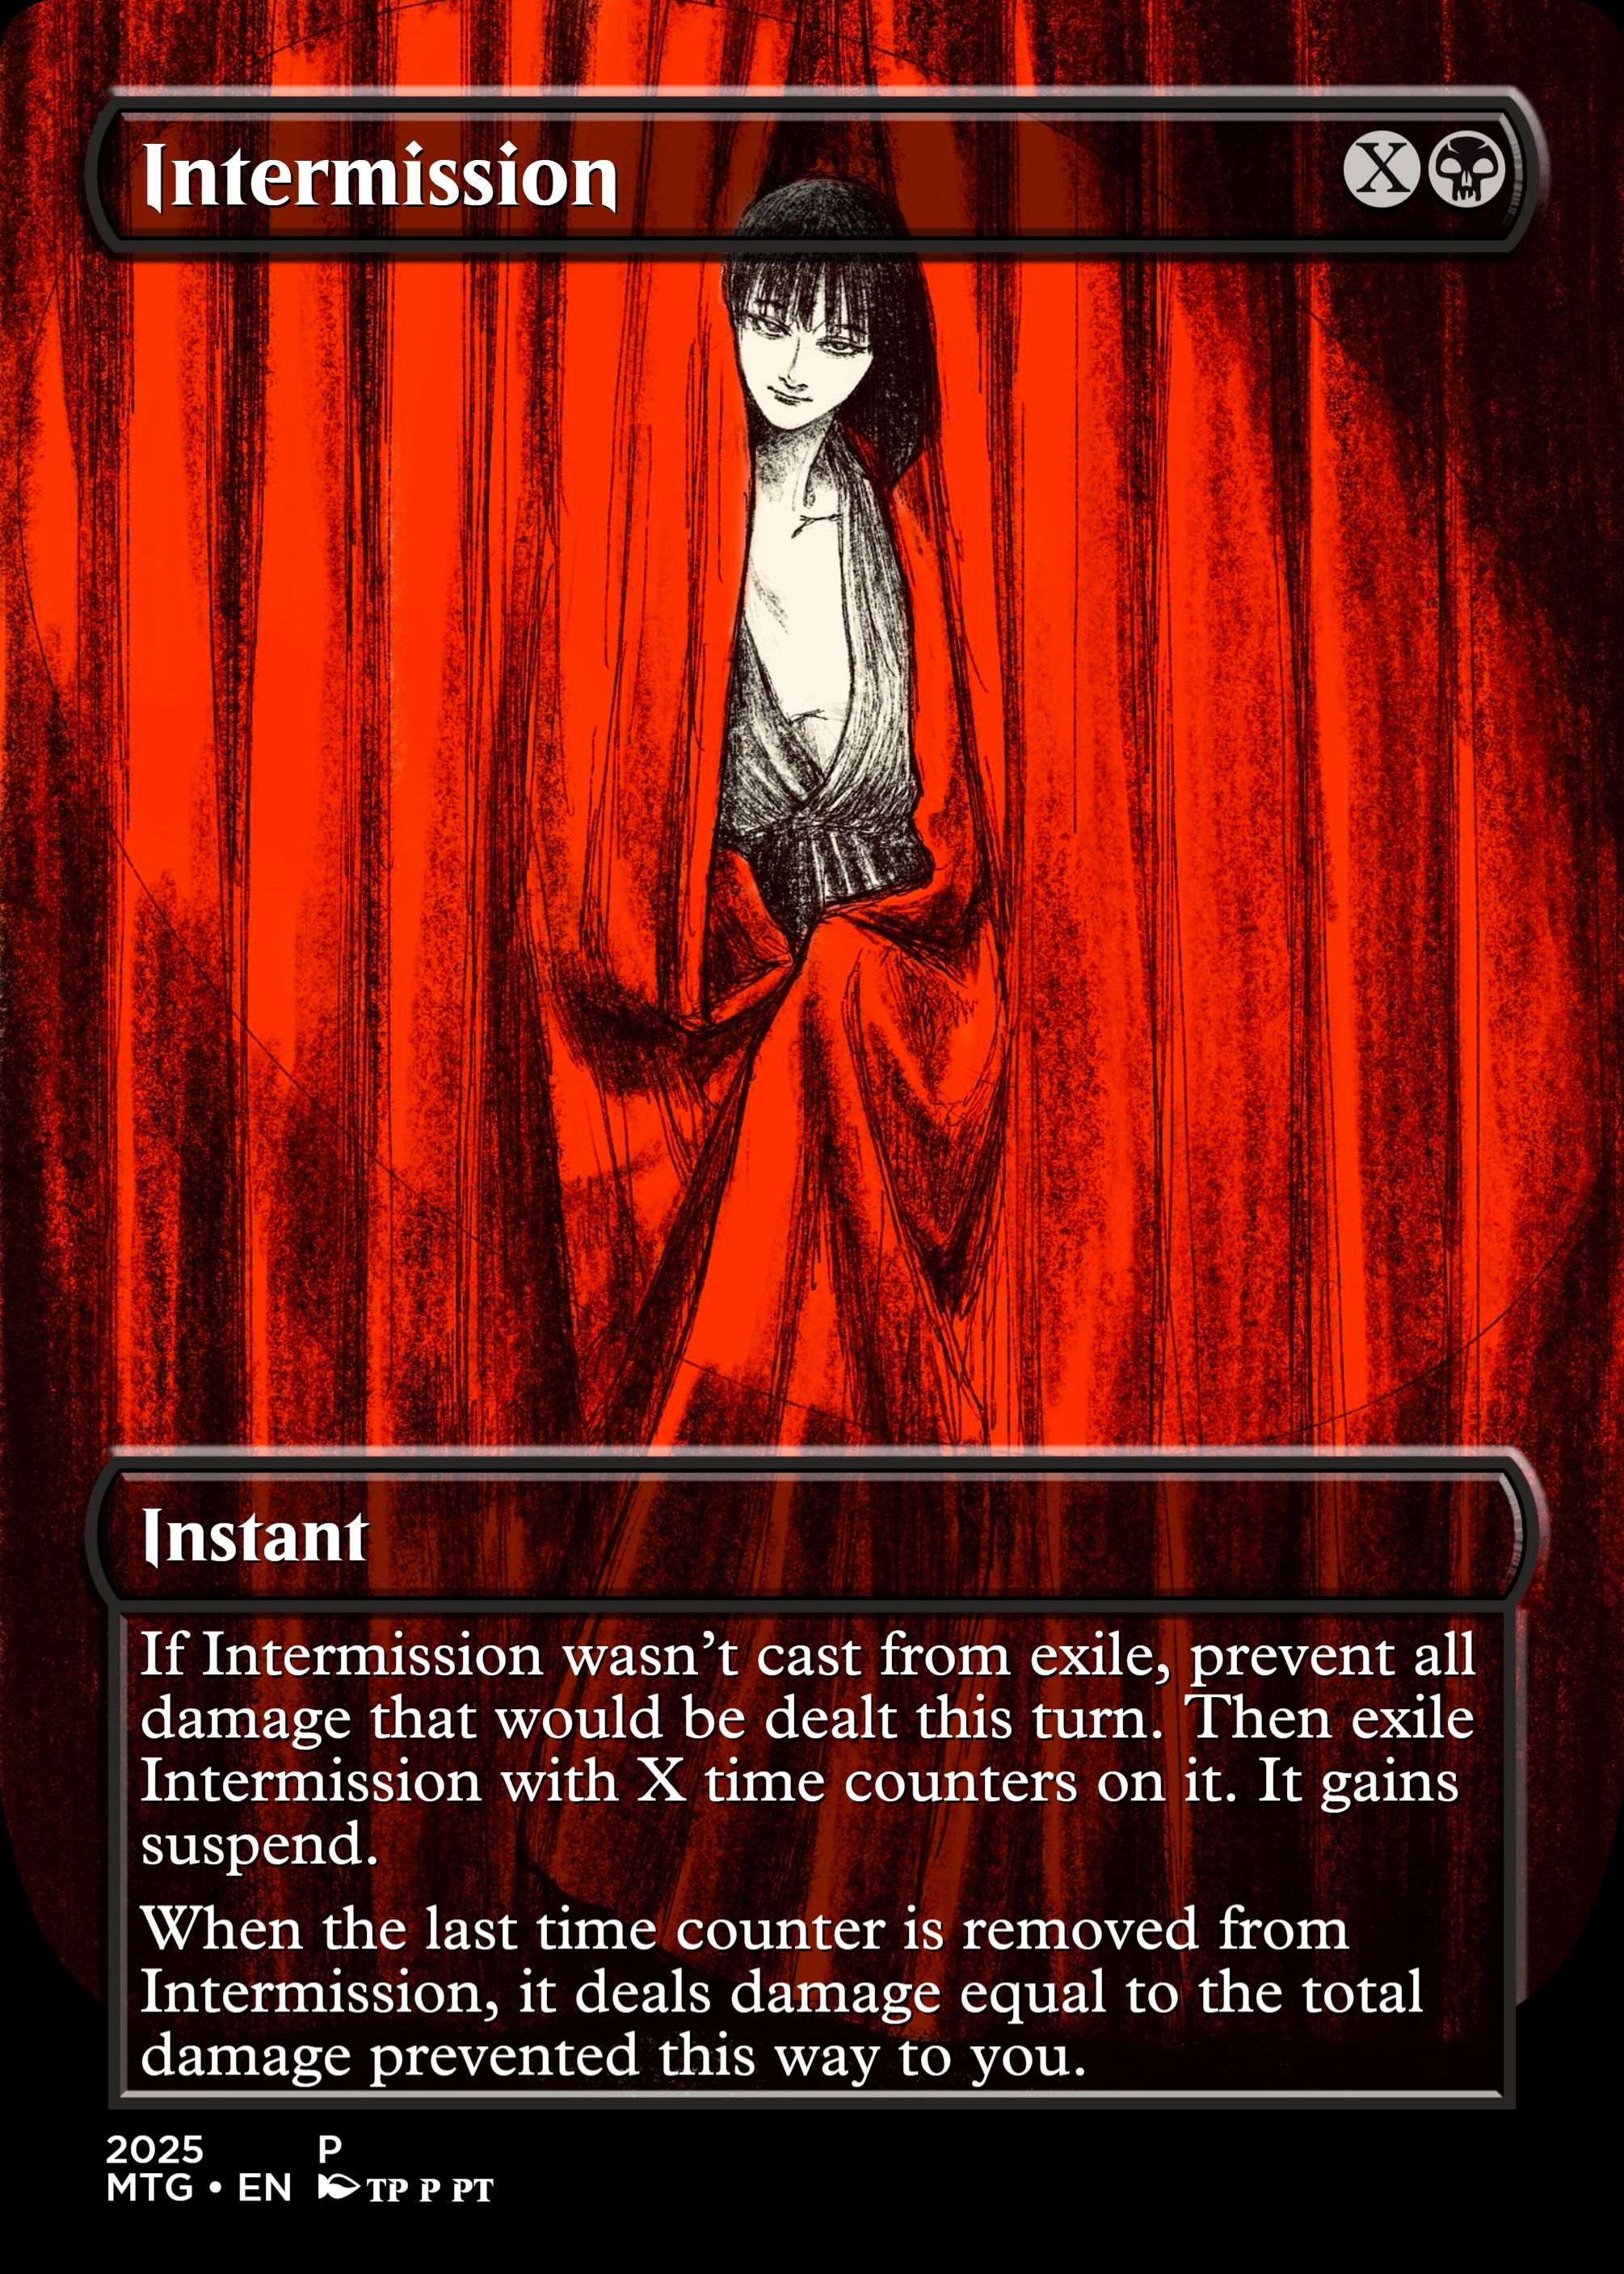 Intermission X
Instant
If Intermission wasn't cast from exile, prevent all
damage that would be dealt this turn. Then exile
Intermission with X time counters on it. It gains
suspend.
When the last time counter is removed from
Intermission, it deals damage equal to the total
damage prevented this way to you.
2025 P
MTG • EN TP P PT